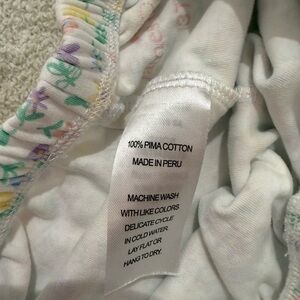 100% PIMA COTTON
MADE IN PERU
MACHINE WASH
WITH LIKE COLORS
DELICATE CYCLE
IN COLD WATER.
LAY FLAT OR
HANG TO DRY.